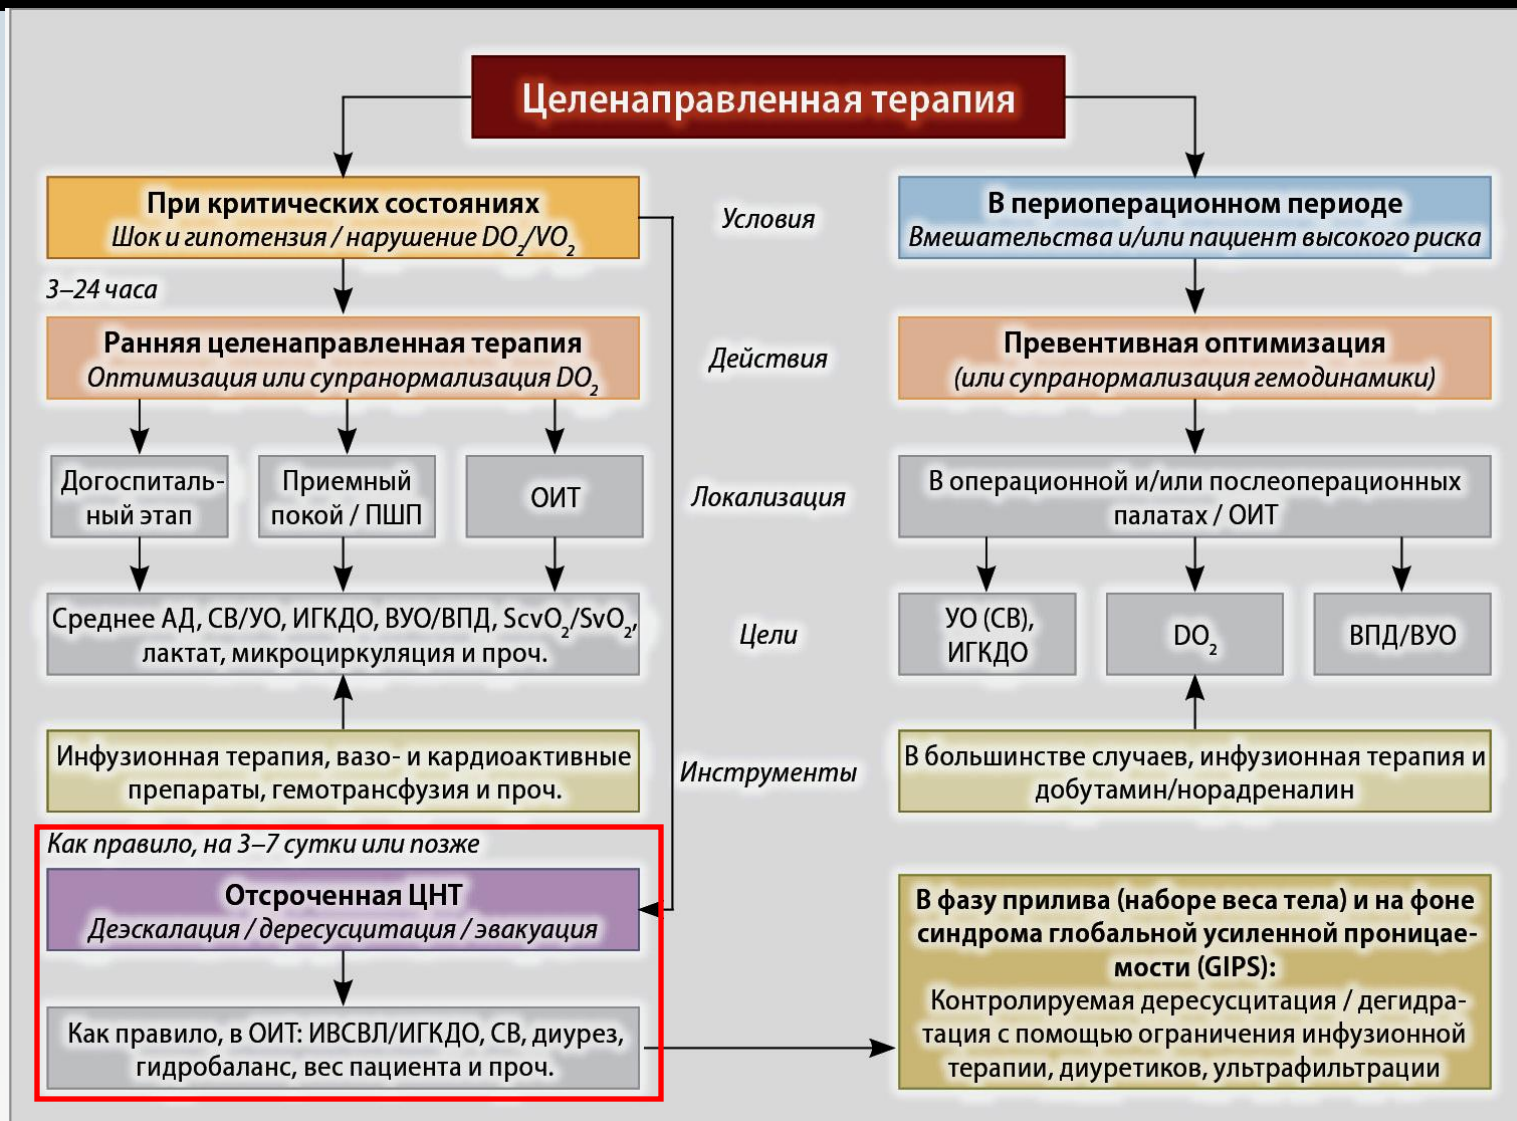 Целенаправленная терапия
При критических состояниях
Шок и гипотензия / нарушение DO₂/VO₂
Условия
В периоперационном периоде
Вмешательства и/или пациент высокого риска
3–24 часа
Ранняя целенаправленная терапия
Оптимизация или супранормализация DO₂
Действия
Превентивная оптимизация
(или супранормализация гемодинамики)
Догоспиталь-
ный этап
Приемный
покой / ПШП
ОИТ
Локализация
В операционной и/или послеоперационных
палатах / ОИТ
Среднее АД, СВ/УО, ИГКДО, ВУО/ВПД, ScvO₂/SvO₂,
лактат, микроциркуляция и проч.
Цели
УО (СВ),
ИГКДО
DO₂
ВПД/ВУО
Инфузионная терапия, вазо- и кардиоактивные
препараты, гемотрансфузия и проч.
Инструменты
В большинстве случаев, инфузионная терапия и
добутамин/норадреналин
Как правило, на 3–7 сутки или позже
Отсроченная ЦНТ
Деэскалация / дересусцитация / эвакуация
Как правило, в ОИТ: ИВСВЛ/ИГКДО, СВ, диурез,
гидробаланс, вес пациента и проч.
В фазу прилива (наборе веса тела) и на фоне
синдрома глобальной усиленной проницае-
мости (GIPS):
Контролируемая дересусцитация / дегидра-
тация с помощью ограничения инфузионной
терапии, диуретиков, ультрафильтрации